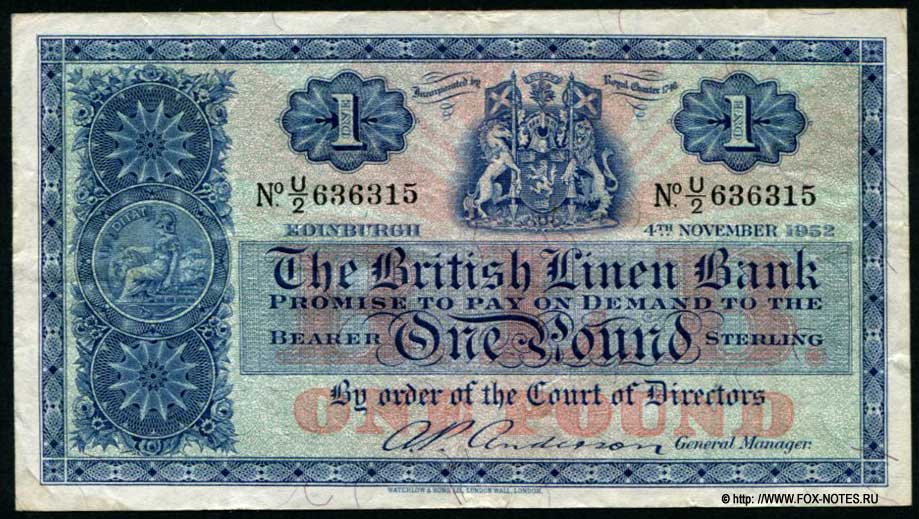 Incorporated by Royal Charter 1746
1 ONE 1 ONE
No. U/2 636315 No. U/2 636315
EDINBURGH 4TH NOVEMBER 1952
The British Linen Bank
PROMISE TO PAY ON DEMAND TO THE
BEARER One Pound STERLING
By order of the Court of Directors
ONE POUND
A.P. Anderson General Manager.
WATERLOW & SONS LTD. LONDON WALL, LONDON.
© http://WWW.FOX-NOTES.RU